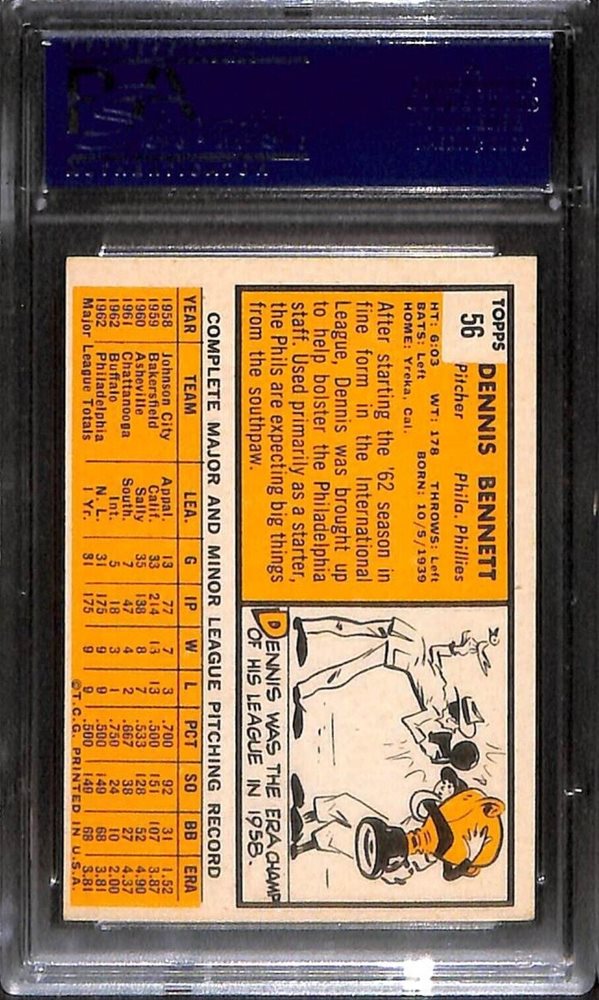 TOPPS
56
DENNIS BENNETT
Pitcher Phila. Phillies
HT: 6:03 WT: 178 THROWS: Left
BATS: Left BORN: 10/5/1939
HOME: Yreka, Cal.
After starting the '62 season in
fine form in the International
League, Dennis was brought up
to help bolster the Philadelphia
staff. Used primarily as a starter,
the Phils are expecting big things
from the southpaw.
DENNIS WAS THE ERA CHAMP
OF HIS LEAGUE IN 1958.
COMPLETE MAJOR AND MINOR LEAGUE PITCHING RECORD
YEAR TEAM LEA. G IP W L PCT SO BB ERA
1958 Johnson City Appal. 13 77 7 3 .700 92 31 1.52
1959 Bakersfield Calif. 33 214 13 13 .500 151 107 3.87
1960 Asheville Sally 35 138 8 7 .533 128 52 4.90
1961 Chattanooga South. 7 47 4 2 .667 38 27 4.37
1962 Buffalo Int. 5 18 3 1 .750 24 10 2.00
1962 Philadelphia N. L. 31 175 9 9 .500 149 68 3.81
Major League Totals 1 Yr. 31 175 9 9 .500 149 68 3.81
©T.C.G. PRINTED IN U.S.A.